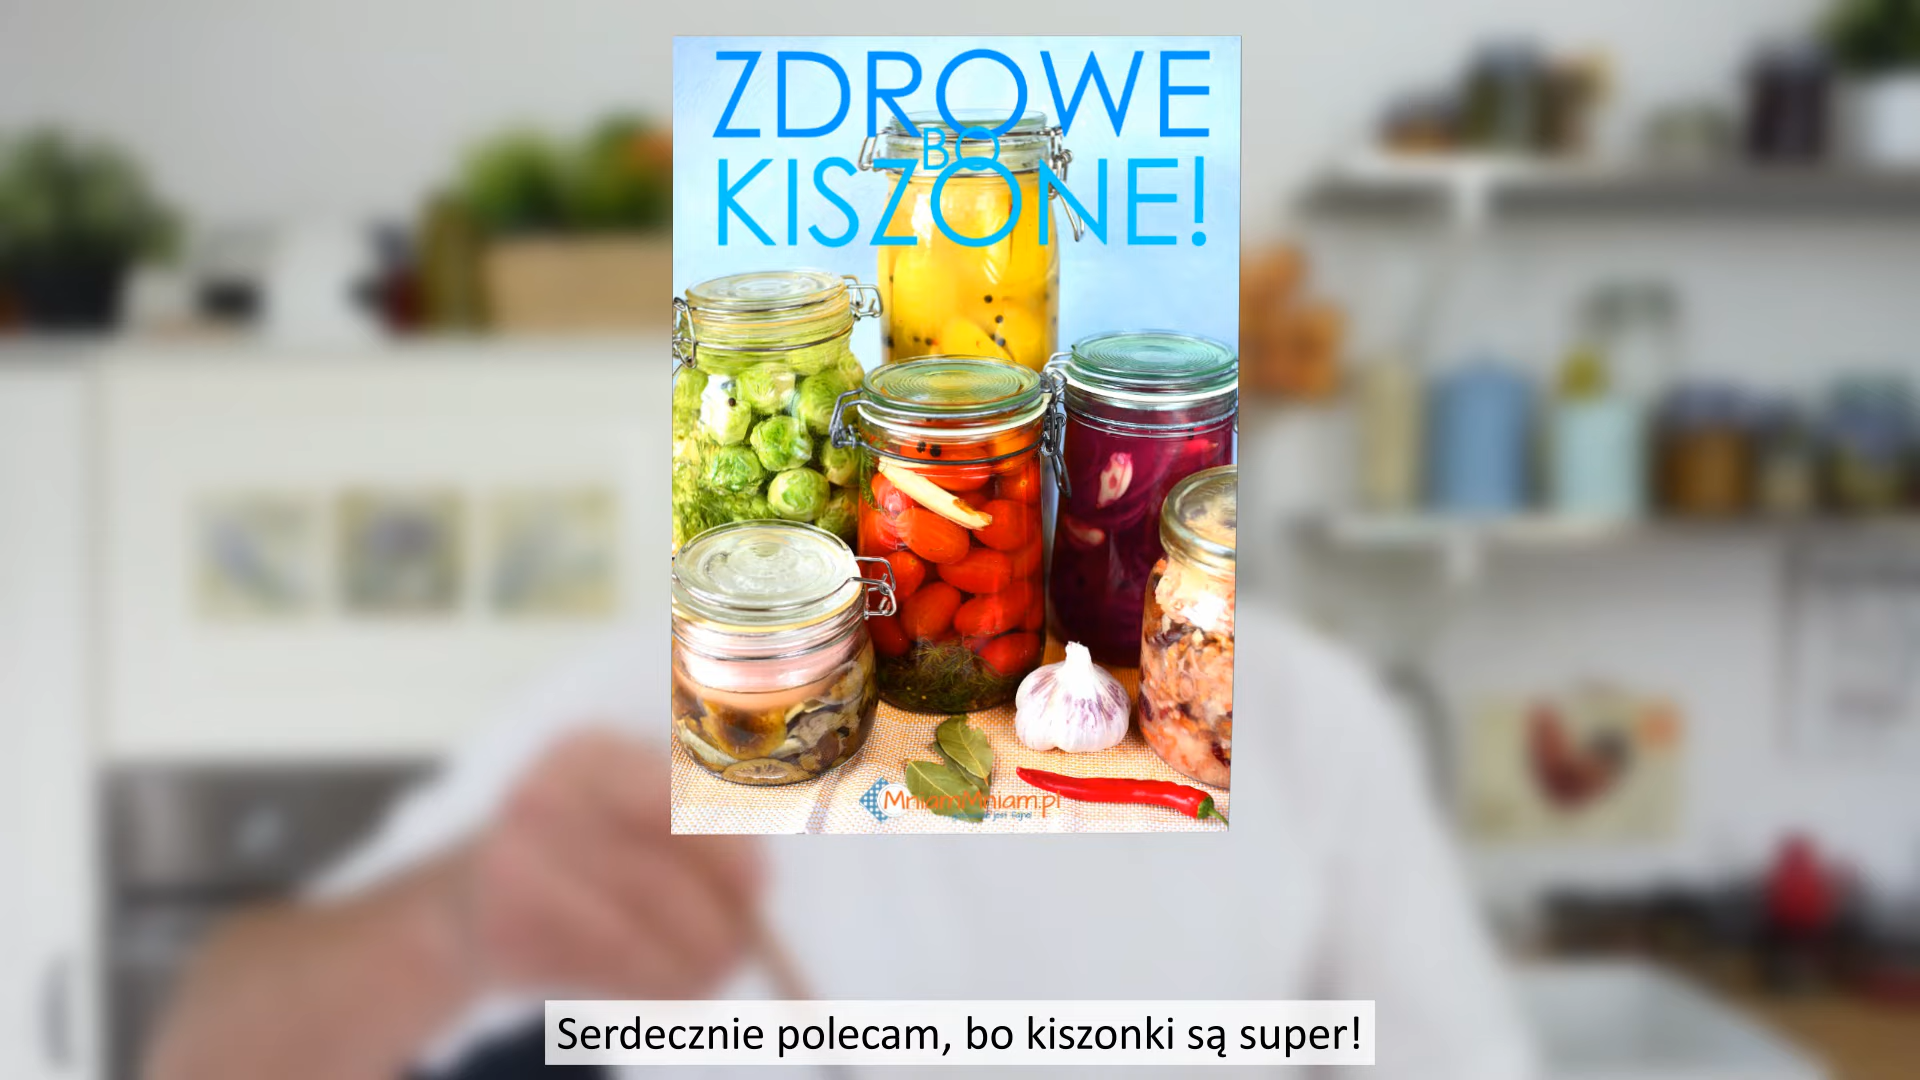 ZDROWE
BO
KISZONE!
MniamMniam.pl
Serdecznie polecam, bo kiszonki są super!